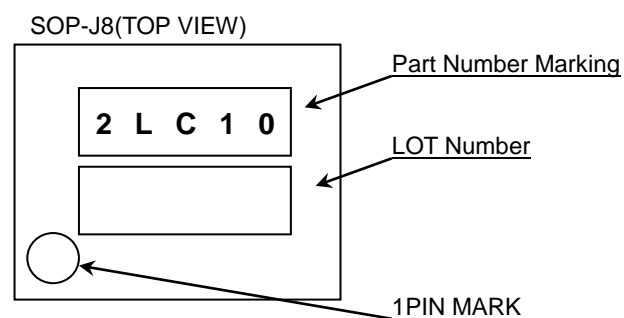 SOP-J8(TOP VIEW)
Part Number Marking
2 L C 1 0
LOT Number
1PIN MARK